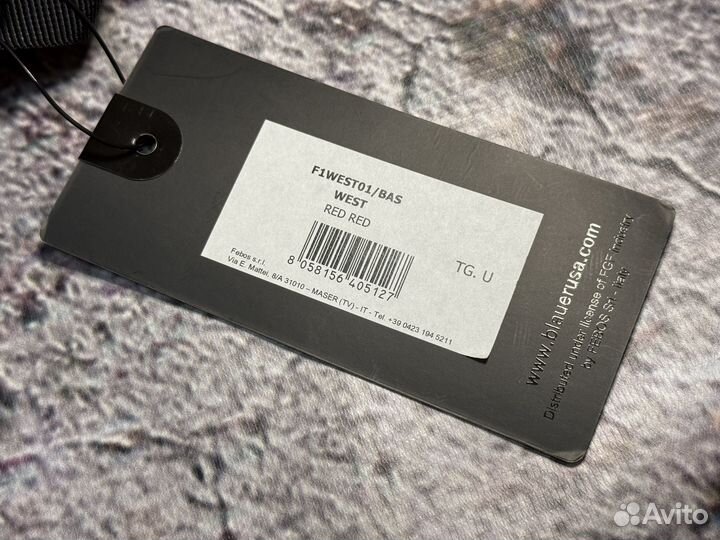 F1WEST01/BAS
WEST
RED RED
8 058156 405127
TG. U
Febos s.r.l.
Via E. Mattei, 8/A 31010 – MASER (TV) - IT - Tel. +39 0423 194 5211
www.blauerusa.com
Distributed under license of FGF Industry
by FEBOS Srl - Italy
Avito